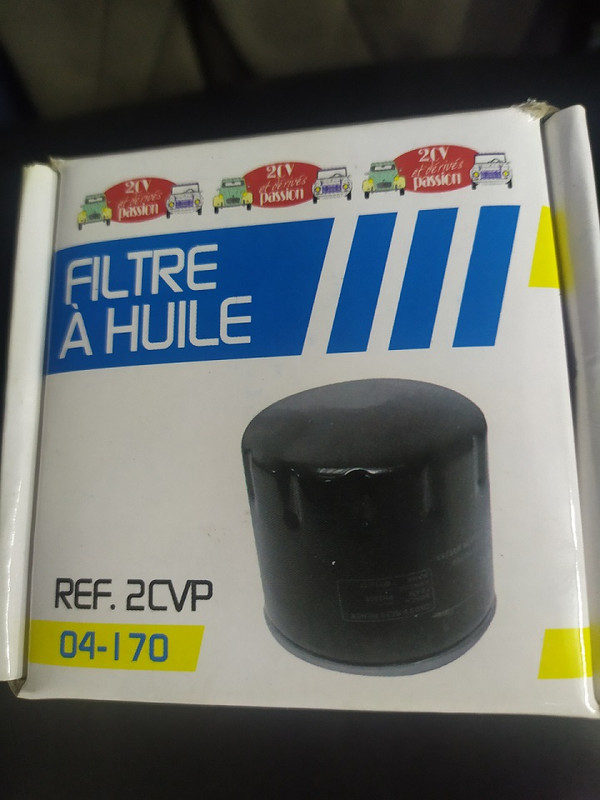 2CV
et dérivés
passion
2CV
et dérivés
passion
2CV
et dérivés
passion
FILTRE
À HUILE
REF. 2CVP
04-170